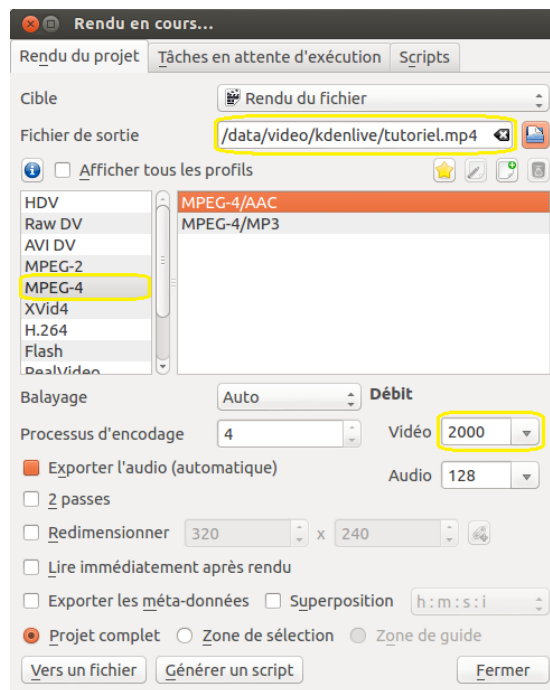 Rendu en cours...
Rendu du projet Tâches en attente d'exécution Scripts
Cible Rendu du fichier
Fichier de sortie /data/video/kdenlive/tutoriel.mp4
Afficher tous les profils
HDV MPEG-4/AAC
Raw DV MPEG-4/MP3
AVI DV
MPEG-2
MPEG-4
XVid4
H.264
Flash
RealVideo
Balayage Auto Débit
Processus d'encodage 4 Vidéo 2000
Exporter l'audio (automatique) Audio 128
2 passes
Redimensionner 320 x 240
Lire immédiatement après rendu
Exporter les méta-données Superposition h:m:s:i
Projet complet Zone de sélection Zone de guide
Vers un fichier Générer un script Fermer